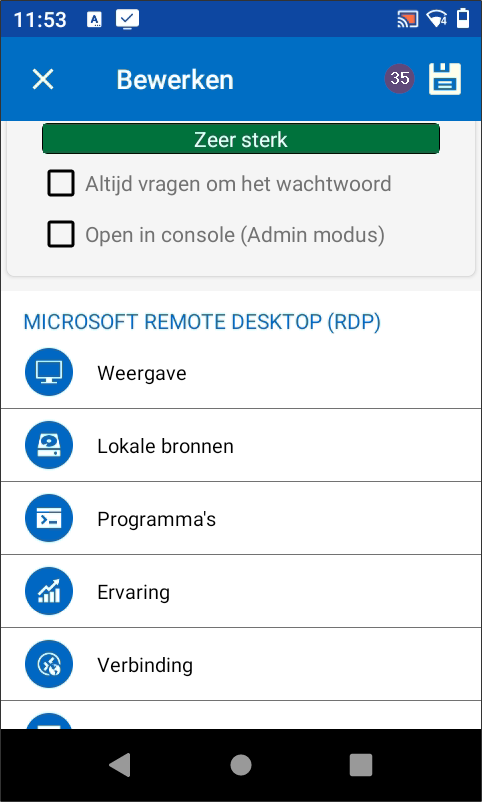 11:53
Bewerken
35
Zeer sterk
Altijd vragen om het wachtwoord
Open in console (Admin modus)
MICROSOFT REMOTE DESKTOP (RDP)
Weergave
Lokale bronnen
Programma's
Ervaring
Verbinding